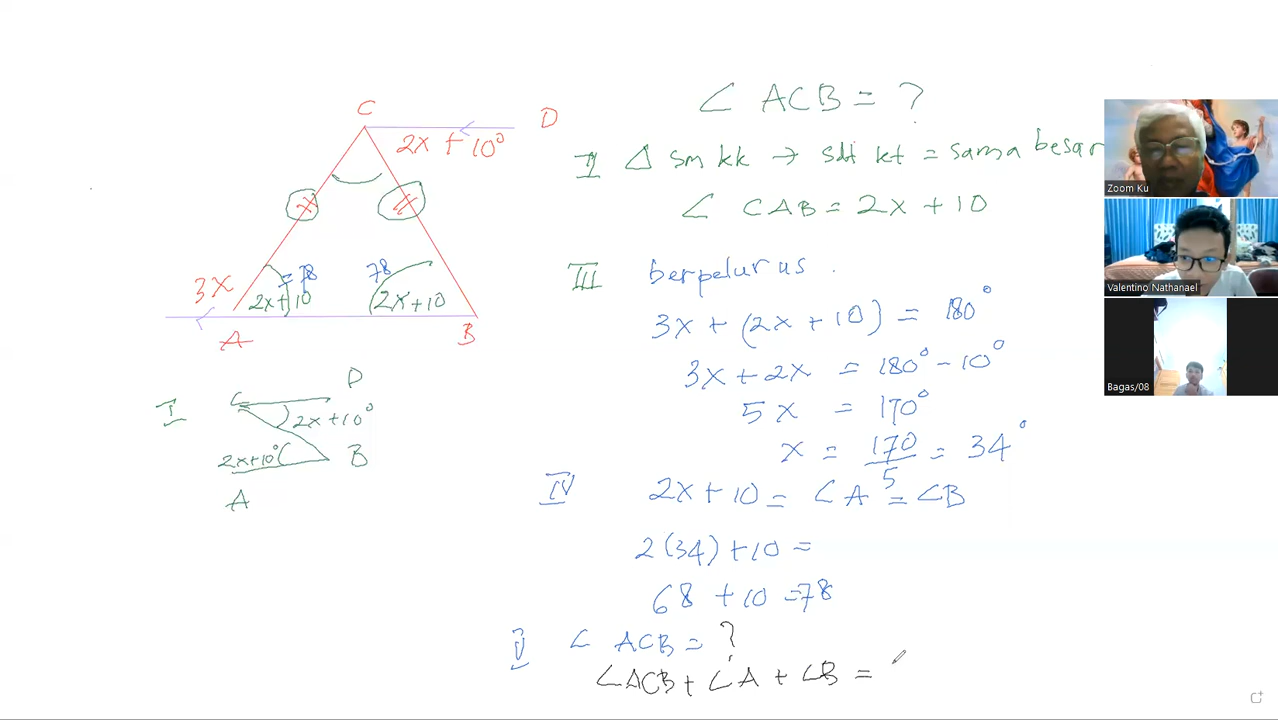 C
D
2x + 10°
x
x
3x
= 78
2x+10
78
2x+10
A
B
I
C
D
2x+10°
2x+10°
B
A
∠ ACB = ?
II △ sm kk → sdt kt = sama besar
∠ CAB = 2x + 10
III berpelurus
3x + (2x + 10) = 180°
3x + 2x = 180° - 10°
5x = 170°
x = 170/5 = 34°
IV 2x + 10 = ∠A = ∠B
2(34) + 10 =
68 + 10 = 78
V ∠ ACB = ?
∠ACB + ∠A + ∠B =
Zoom Ku
Valentino Nathanael
Bagas/08